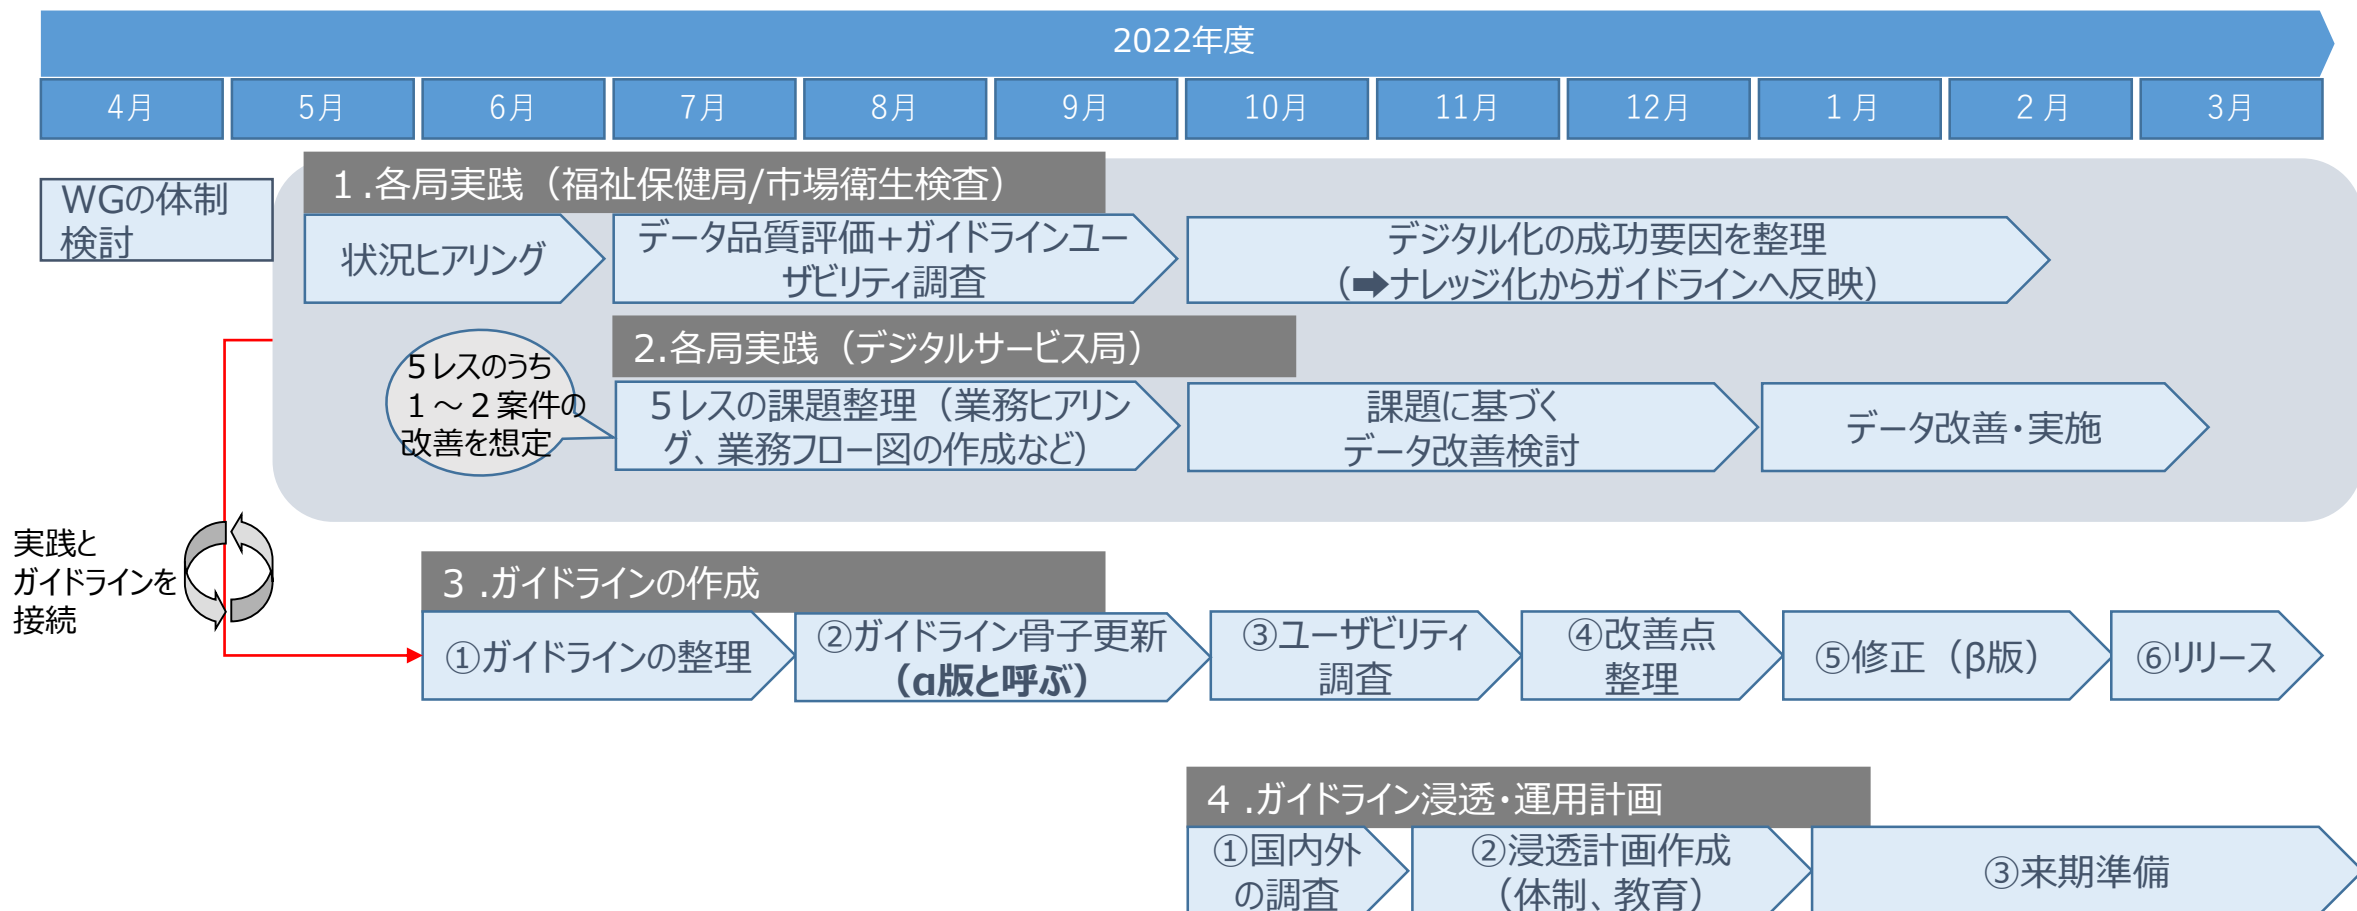 2022年度
4月
5月
6月
7月
8月
9月
10月
11月
12月
１月
２月
3月
WGの体制
検討
１.各局実践（福祉保健局/市場衛生検査）
状況ヒアリング
データ品質評価+ガイドラインユー
ザビリティ調査
デジタル化の成功要因を整理
（➡ナレッジ化からガイドラインへ反映）
2.各局実践（デジタルサービス局）
５レスのうち
１～２案件の
改善を想定
５レスの課題整理（業務ヒアリン
グ、業務フロー図の作成など）
課題に基づく
データ改善検討
データ改善・実施
実践と
ガイドラインを
接続
３.ガイドラインの作成
①ガイドラインの整理
②ガイドライン骨子更新
（α版と呼ぶ）
③ユーザビリティ
調査
④改善点
整理
⑤修正（β版）
⑥リリース
４.ガイドライン浸透・運用計画
①国内外
の調査
②浸透計画作成
（体制、教育）
③来期準備